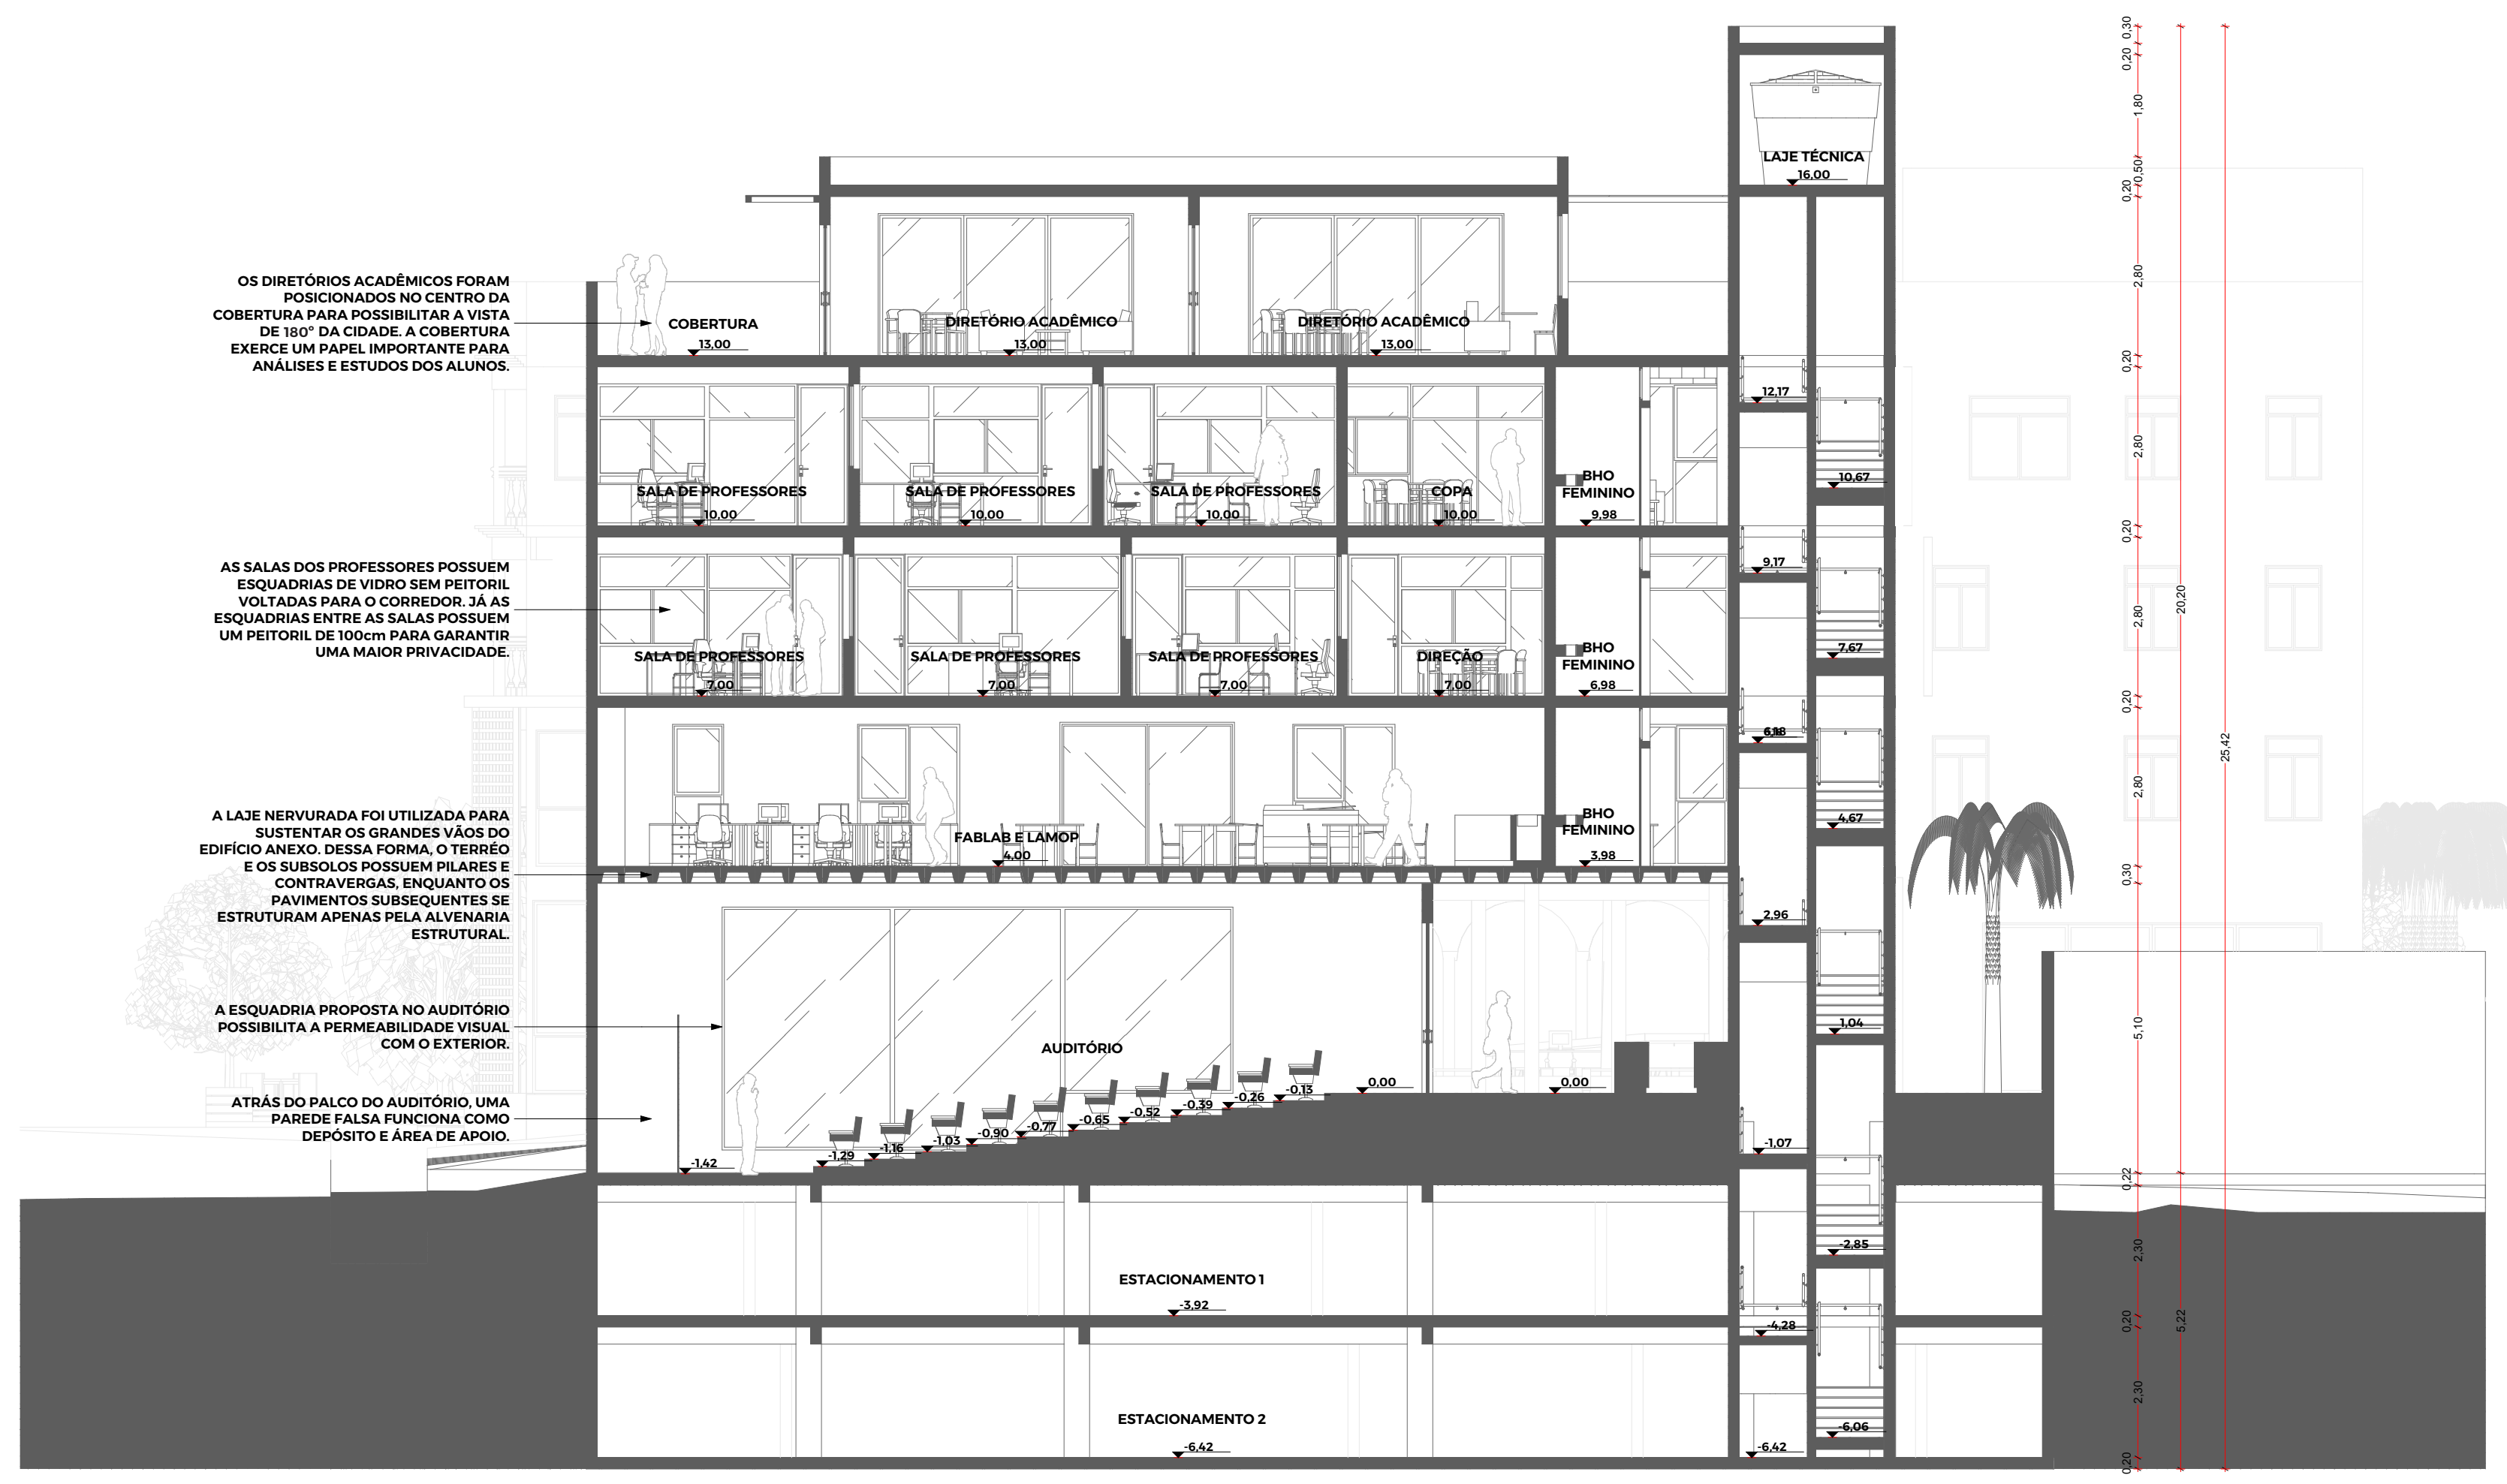 OS DIRETÓRIOS ACADÊMICOS FORAM
POSICIONADOS NO CENTRO DA
COBERTURA PARA POSSIBILITAR A VISTA
DE 180° DA CIDADE. A COBERTURA
EXERCE UM PAPEL IMPORTANTE PARA
ANÁLISES E ESTUDOS DOS ALUNOS.
AS SALAS DOS PROFESSORES POSSUEM
ESQUADRIAS DE VIDRO SEM PEITORIL
VOLTADAS PARA O CORREDOR. JÁ AS
ESQUADRIAS ENTRE AS SALAS POSSUEM
UM PEITORIL DE 100cm PARA GARANTIR
UMA MAIOR PRIVACIDADE.
A LAJE NERVURADA FOI UTILIZADA PARA
SUSTENTAR OS GRANDES VÃOS DO
EDIFÍCIO ANEXO. DESSA FORMA, O TERRÉO
E OS SUBSOLOS POSSUEM PILARES E
CONTRAVERGAS, ENQUANTO OS
PAVIMENTOS SUBSEQUENTES SE
ESTRUTURAM APENAS PELA ALVENARIA
ESTRUTURAL.
A ESQUADRIA PROPOSTA NO AUDITÓRIO
POSSIBILITA A PERMEABILIDADE VISUAL
COM O EXTERIOR.
ATRÁS DO PALCO DO AUDITÓRIO, UMA
PAREDE FALSA FUNCIONA COMO
DEPÓSITO E ÁREA DE APOIO.
LAJE TÉCNICA
16,00
COBERTURA
13,00
DIRETÓRIO ACADÊMICO
13,00
DIRETÓRIO ACADÊMICO
13,00
SALA DE PROFESSORES
10,00
SALA DE PROFESSORES
10,00
SALA DE PROFESSORES
10,00
COPA
10,00
BHO
FEMININO
9,98
SALA DE PROFESSORES
7,00
SALA DE PROFESSORES
7,00
SALA DE PROFESSORES
7,00
DIREÇÃO
7,00
BHO
FEMININO
6,98
FABLAB E LAMOP
4,00
BHO
FEMININO
3,98
AUDITÓRIO
-1,42
-1,29
-1,16
-1,03
-0,90
-0,77
-0,65
-0,52
-0,39
-0,26
-0,13
0,00
0,00
ESTACIONAMENTO 1
-3,92
ESTACIONAMENTO 2
-6,42
12,17
10,67
9,17
7,67
4,67
2,96
1,04
-1,07
-2,85
-4,28
-6,06
-6,42
0,30
0,20
1,80
0,50
0,20
2,80
0,20
2,80
0,20
2,80
0,20
2,80
0,30
5,10
0,22
2,30
0,20
2,30
0,20
20,20
5,22
25,42